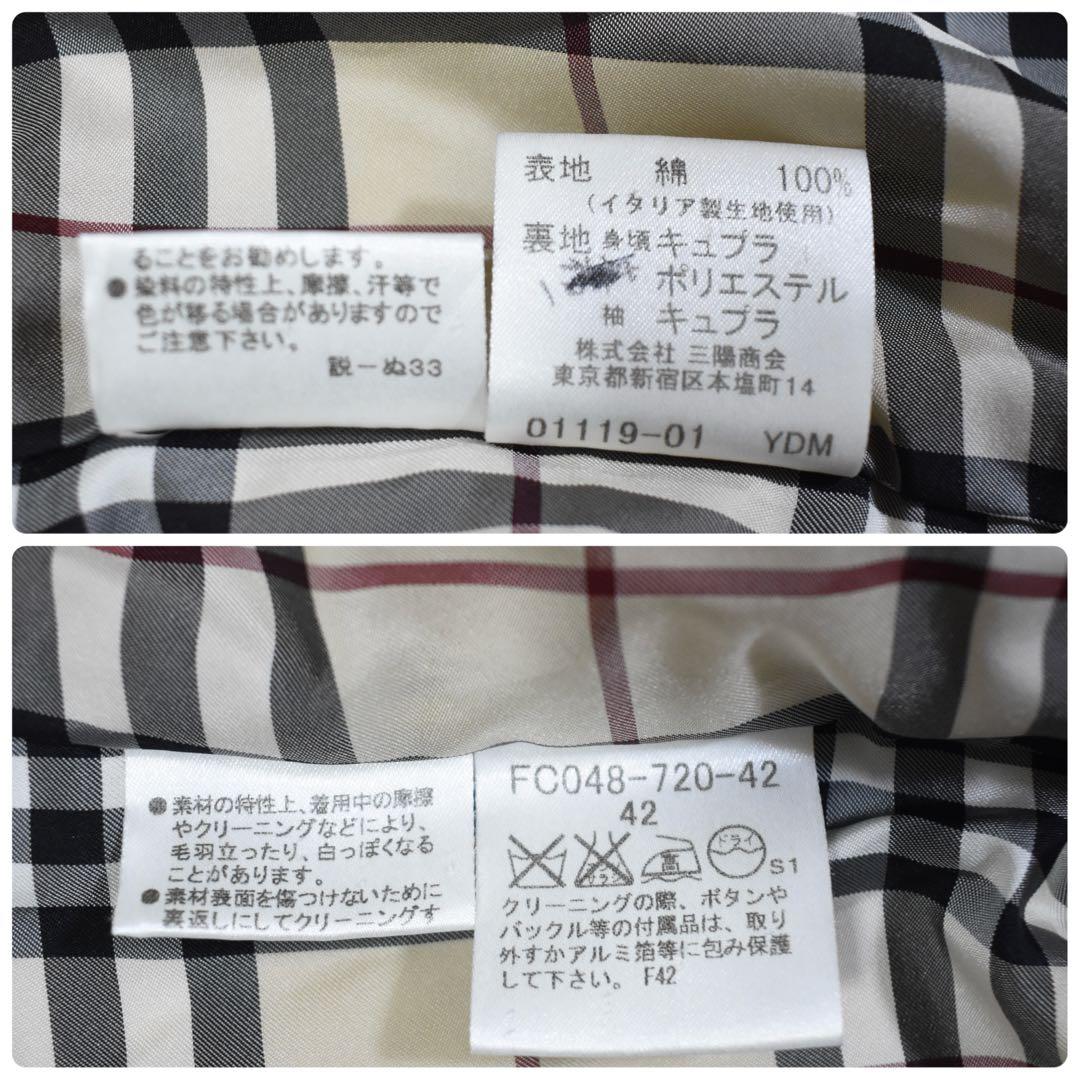 ることをお勧めします。
●染料の特性上、摩擦、汗等で
色が移る場合がありますので
ご注意下さい。
説ーぬ33
表地 綿 100%
(イタリア製生地使用)
裏地 身頃 キュプラ
ポリエステル
袖 キュプラ
株式会社 三陽商会
東京都新宿区本塩町14
01119-01 YDM
●素材の特性上、着用中の摩擦
やクリーニングなどにより、
毛羽立ったり、白っぽくなる
ことがあります。
●素材表面を傷つけないために
裏返しにしてクリーニングす
FC048-720-42
42
エンソ
サラシ
高
ドライ
S1
クリーニングの際、ボタンや
バックル等の付属品は、取り
外すかアルミ箔等に包み保護
して下さい。 F42